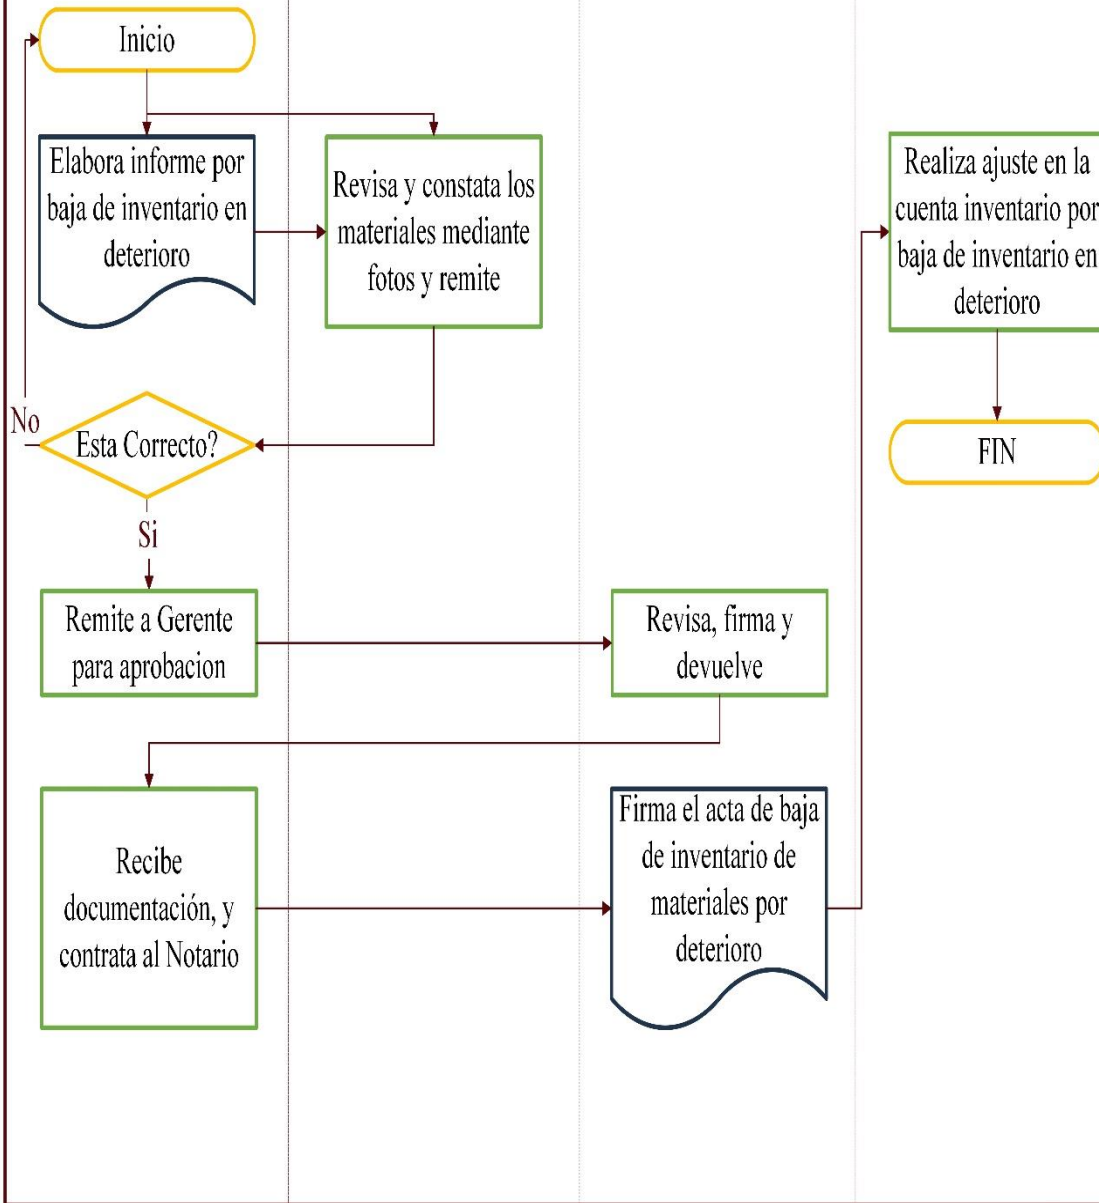 Inicio
Elabora informe por
baja de inventario en
deterioro
Revisa y constata los
materiales mediante
fotos y remite
Realiza ajuste en la
cuenta inventario por
baja de inventario en
deterioro
No
Esta Correcto?
FIN
Si
Remite a Gerente
para aprobacion
Revisa, firma y
devuelve
Recibe
documentación, y
contrata al Notario
Firma el acta de baja
de inventario de
materiales por
deterioro